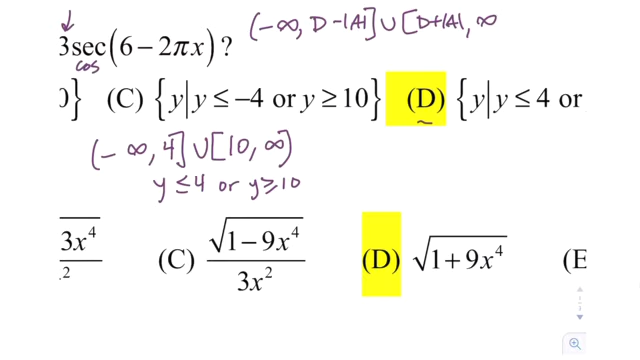 (-∞, D-|A|] ∪ [D+|A|, ∞
3sec(6 − 2πx) ?
cos
0} (C) {y|y ≤ −4 or y ≥ 10} (D) {y|y ≤ 4 or
(-∞, 4] ∪ [10, ∞)
y ≤ 4 or y ≥ 10
3x⁴ (C) √(1 − 9x⁴) / 3x² (D) √(1 + 9x⁴) (E